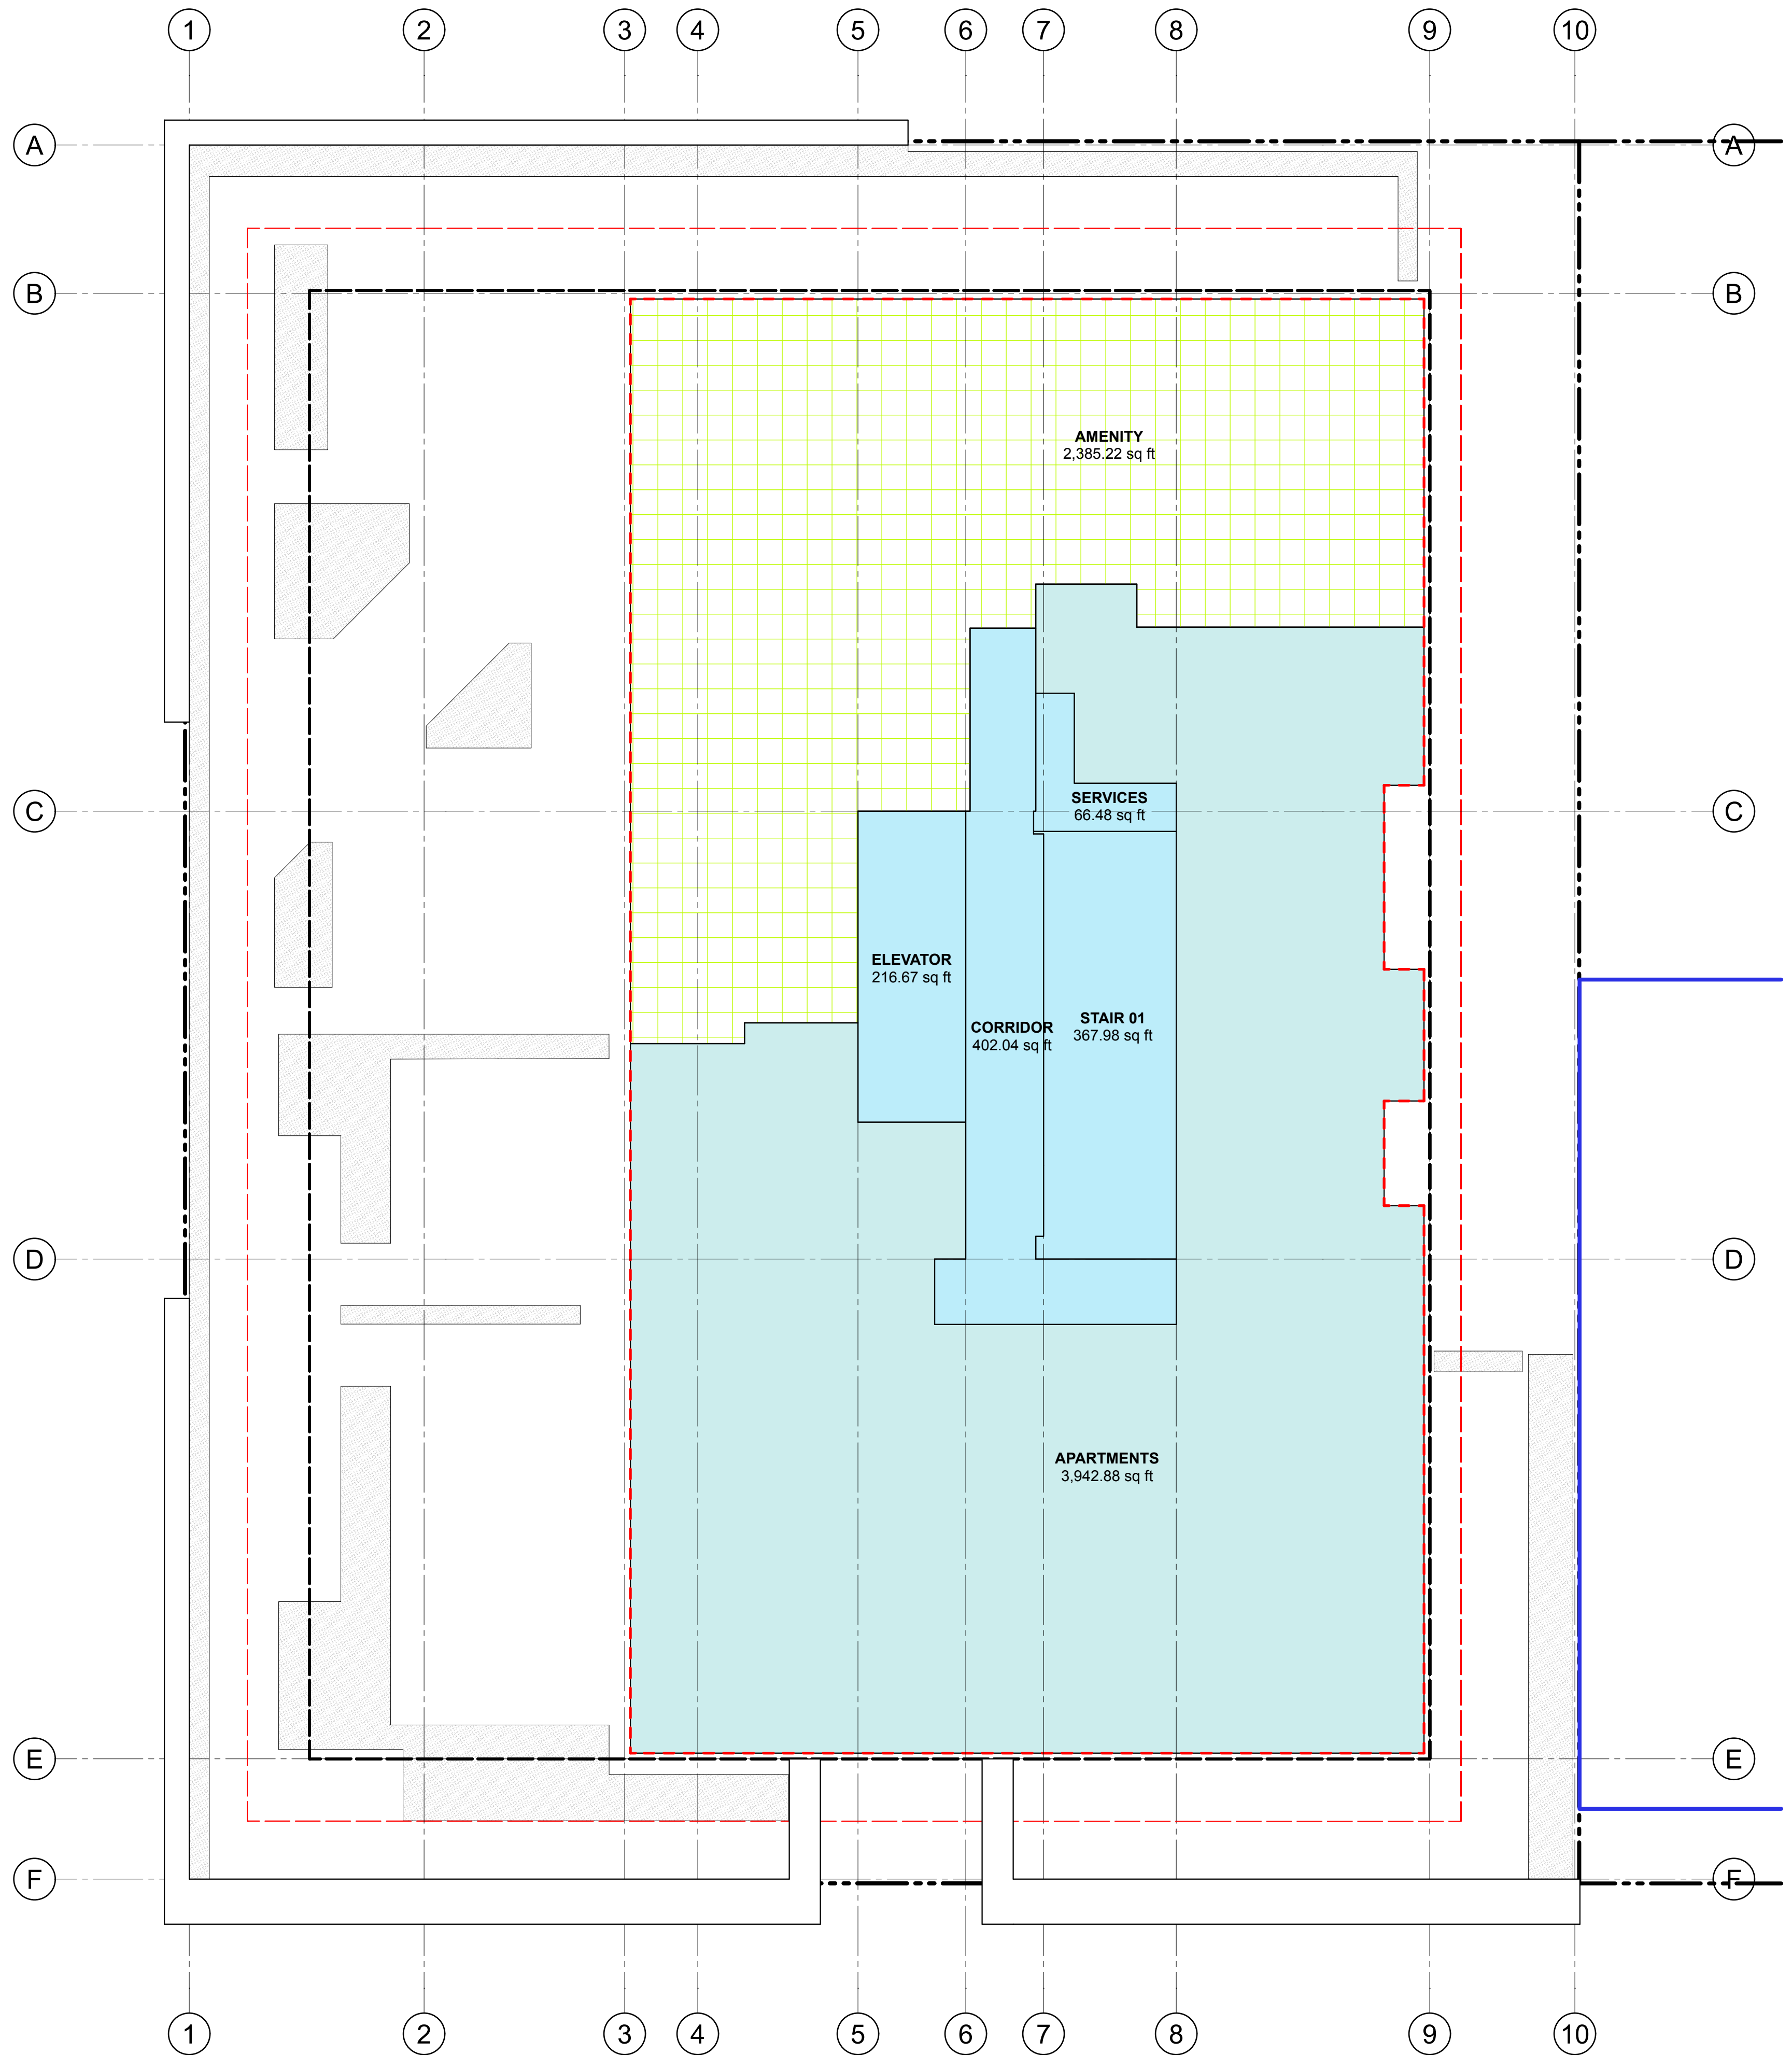 1 2 3 4 5 6 7 8 9 10
A A
B B
AMENITY
2,385.22 sq ft
SERVICES
66.48 sq ft
C C
ELEVATOR
216.67 sq ft
CORRIDOR
402.04 sq ft
STAIR 01
367.98 sq ft
D D
APARTMENTS
3,942.88 sq ft
E E
F F
1 2 3 4 5 6 7 8 9 10